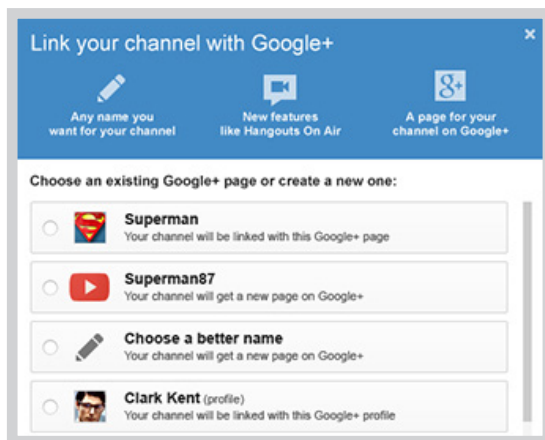 Link your channel with Google+
×
Any name you
want for your channel
New features
like Hangouts On Air
g+
A page for your
channel on Google+
Choose an existing Google+ page or create a new one:
Superman
Your channel will be linked with this Google+ page
Superman87
Your channel will get a new page on Google+
Choose a better name
Your channel will get a new page on Google+
Clark Kent (profile)
Your channel will be linked with this Google+ profile